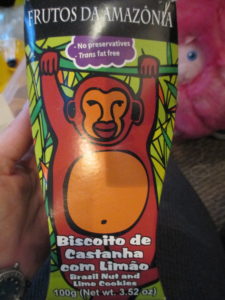 FRUTOS DA AMAZÔNIA
- No preservatives
- Trans fat free
Biscoito de
Castanha
com Limão
Brazil Nut and
Lime Cookies
100g (Net wt. 3.52 oz)